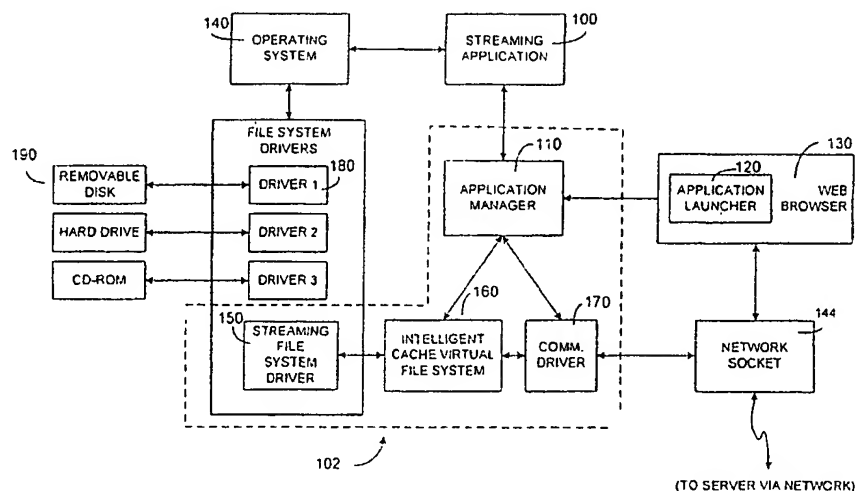 140
OPERATING
SYSTEM
STREAMING
APPLICATION
100
FILE SYSTEM
DRIVERS
190
REMOVABLE
DISK
DRIVER 1
180
HARD DRIVE
DRIVER 2
CD-ROM
DRIVER 3
110
APPLICATION
MANAGER
120
APPLICATION
LAUNCHER
130
WEB
BROWSER
150
STREAMING
FILE
SYSTEM
DRIVER
160
INTELLIGENT
CACHE VIRTUAL
FILE SYSTEM
170
COMM.
DRIVER
144
NETWORK
SOCKET
102
(TO SERVER VIA NETWORK)